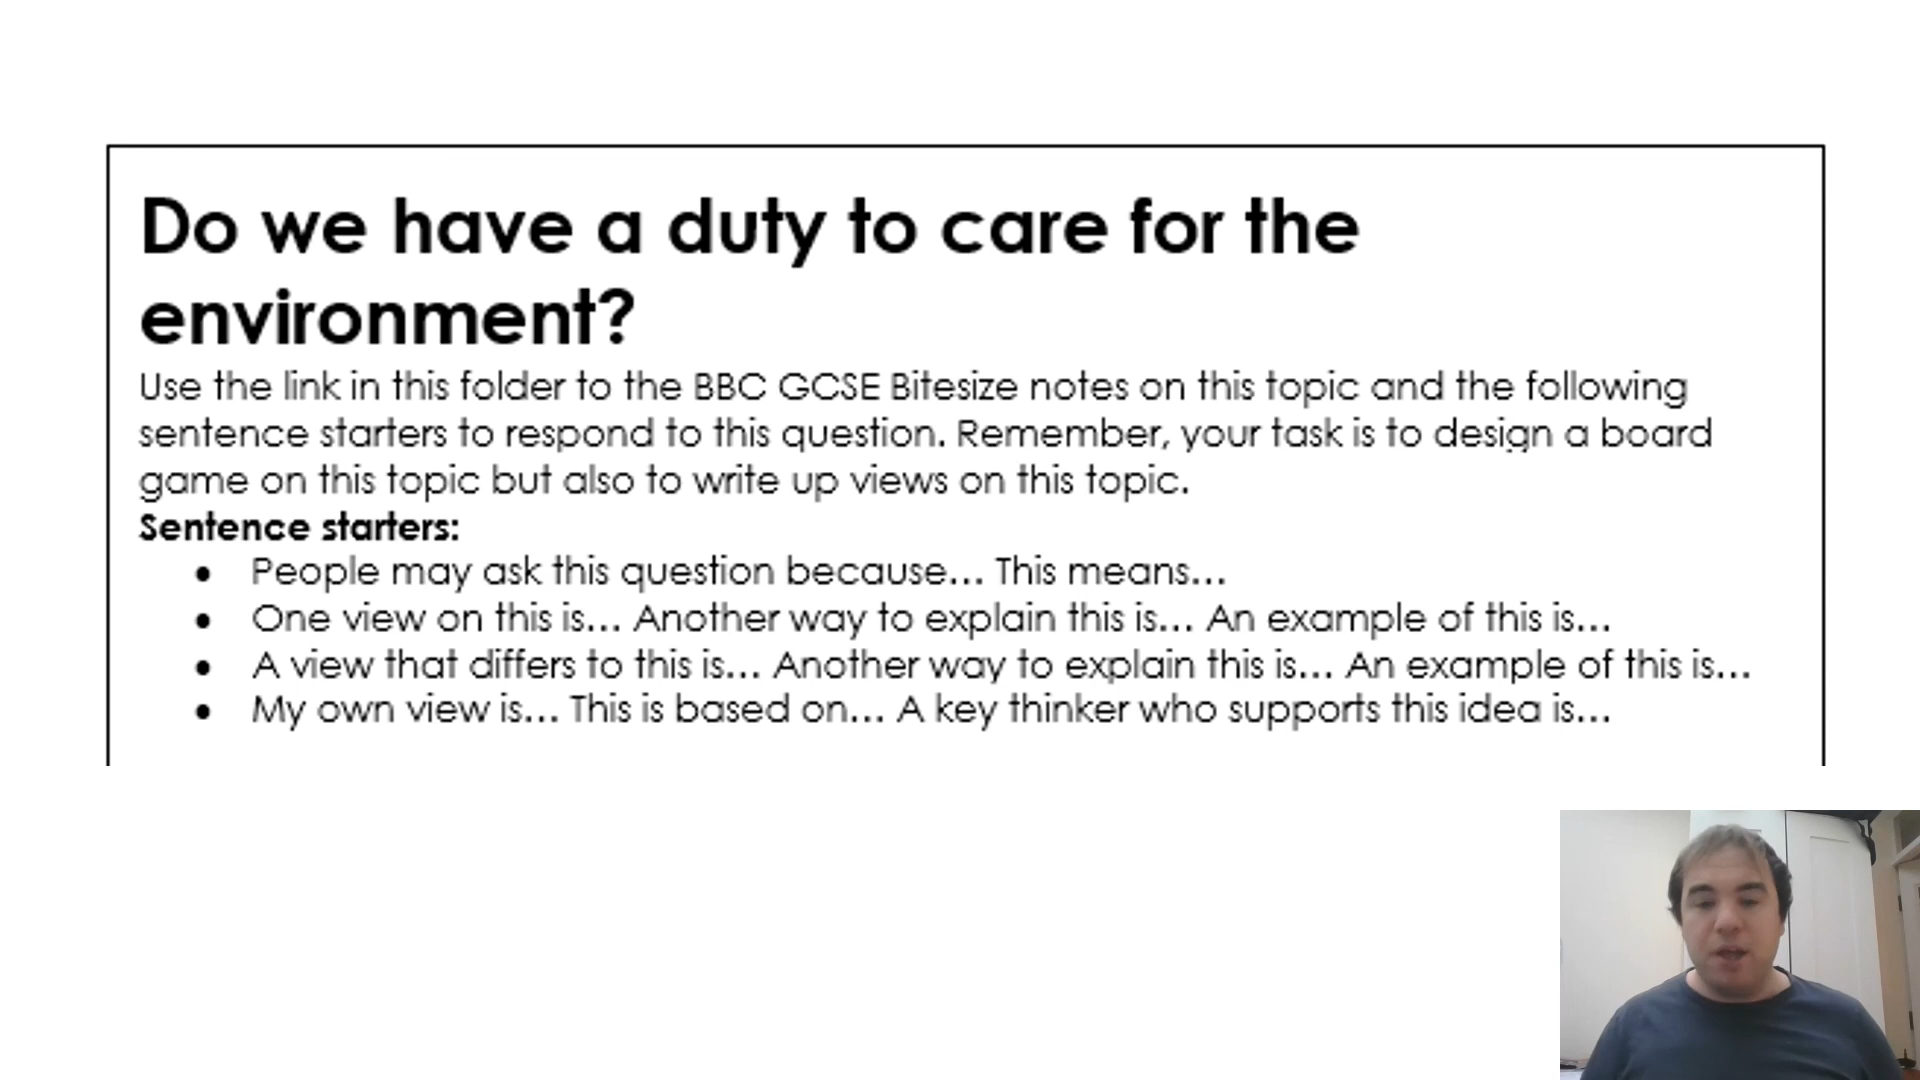 Do we have a duty to care for the
environment?
Use the link in this folder to the BBC GCSE Bitesize notes on this topic and the following
sentence starters to respond to this question. Remember, your task is to design a board
game on this topic but also to write up views on this topic.
Sentence starters:
• People may ask this question because... This means...
• One view on this is... Another way to explain this is... An example of this is...
• A view that differs to this is... Another way to explain this is... An example of this is...
• My own view is... This is based on... A key thinker who supports this idea is...